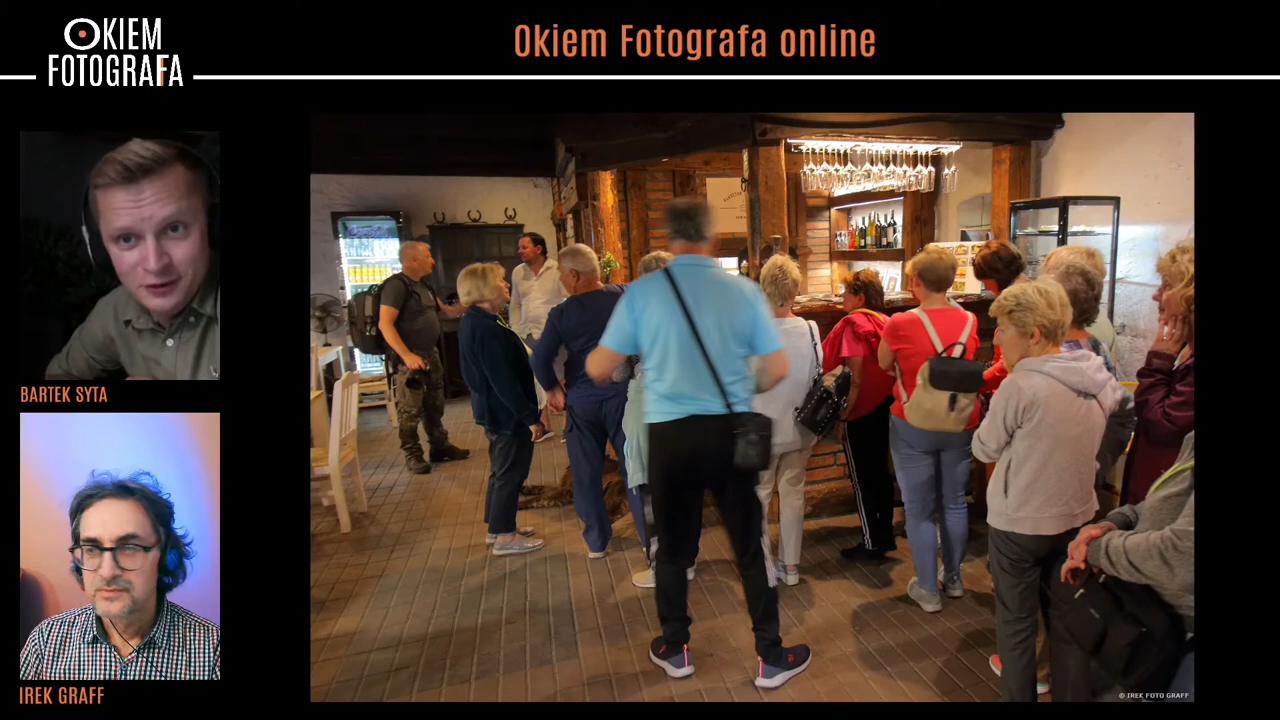 OKIEM
FOTOGRAFA
Okiem Fotografa online
BARTEK SYTA
IREK GRAFF
© IREK FOTO GRAFF